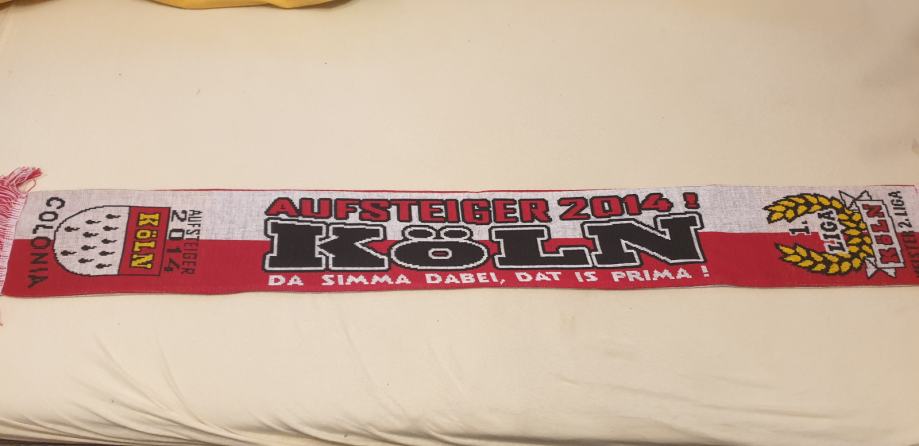 COLONIA
KÖLN
AUFSTEIGER
2014
AUFSTEIGER 2014!
KÖLN
DA SIMMA DABEI, DAT IS PRIMA!
1.
LIGA
KÖLN
2. LIGA